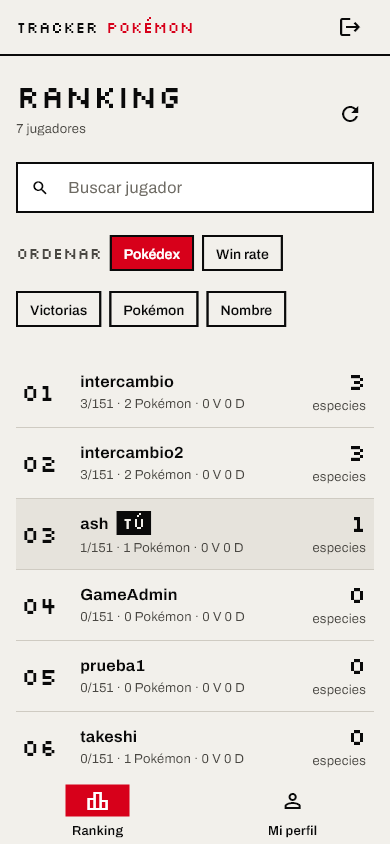 TRACKER POKÉMON
RANKING
7 jugadores
Buscar jugador
ORDENAR Pokédex Win rate
Victorias Pokémon Nombre
01 intercambio 3
3/151 · 2 Pokémon · 0 V 0 D especies
02 intercambio2 3
3/151 · 2 Pokémon · 0 V 0 D especies
03 ash TÚ 1
1/151 · 1 Pokémon · 0 V 0 D especies
04 GameAdmin 0
0/151 · 0 Pokémon · 0 V 0 D especies
05 prueba1 0
0/151 · 0 Pokémon · 0 V 0 D especies
06 takeshi 0
0/151 · 1 Pokémon · 0 V 0 D especies
Ranking Mi perfil